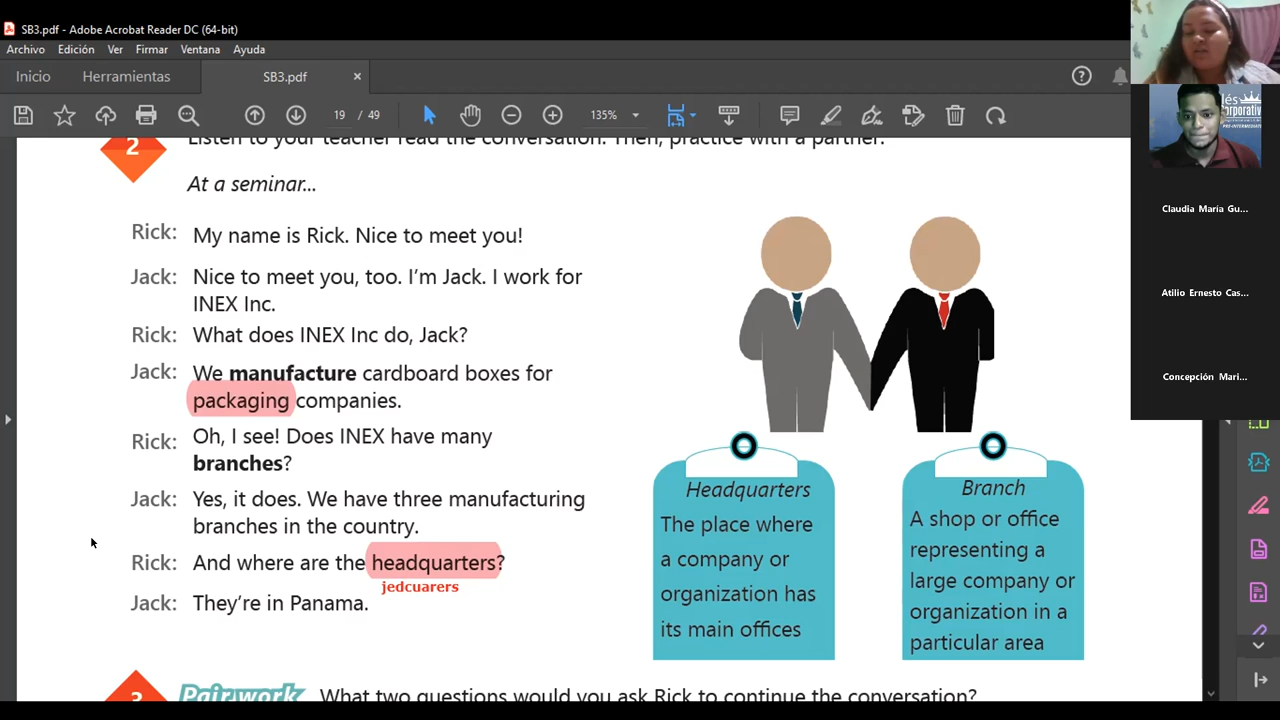 SB3.pdf - Adobe Acrobat Reader DC (64-bit)
Archivo Edición Ver Firmar Ventana Ayuda
Inicio Herramientas SB3.pdf ×
19 / 49 135%
2 Listen to your teacher read the conversation. Then, practice with a partner.
At a seminar...
Rick: My name is Rick. Nice to meet you!
Jack: Nice to meet you, too. I'm Jack. I work for
INEX Inc.
Rick: What does INEX Inc do, Jack?
Jack: We manufacture cardboard boxes for
packaging companies.
Rick: Oh, I see! Does INEX have many
branches?
Jack: Yes, it does. We have three manufacturing
branches in the country.
Rick: And where are the headquarters?
jedcuarers
Jack: They're in Panama.
Headquarters
The place where
a company or
organization has
its main offices
Branch
A shop or office
representing a
large company or
organization in a
particular area
3 Pair work What two questions would you ask Rick to continue the conversation?
lés
orporativ
PRE-INTERMEDIATE
Claudia María Gu...
Atilio Ernesto Cas...
Concepción Mari...